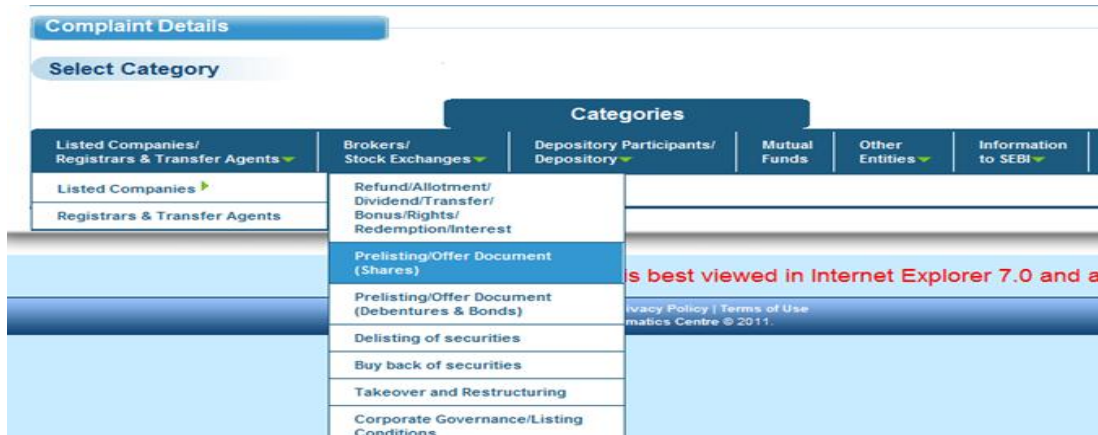 Complaint Details
Select Category
Categories
Listed Companies/
Registrars & Transfer Agents
Brokers/
Stock Exchanges
Depository Participants/
Depository
Mutual
Funds
Other
Entities
Information
to SEBI
Listed Companies
Registrars & Transfer Agents
Refund/Allotment/
Dividend/Transfer/
Bonus/Rights/
Redemption/Interest
Prelisting/Offer Document
(Shares)
Prelisting/Offer Document
(Debentures & Bonds)
Delisting of securities
Buy back of securities
Takeover and Restructuring
Corporate Governance/Listing
Conditions
is best viewed in Internet Explorer 7.0 and a
ivacy Policy | Terms of Use
matics Centre © 2011.